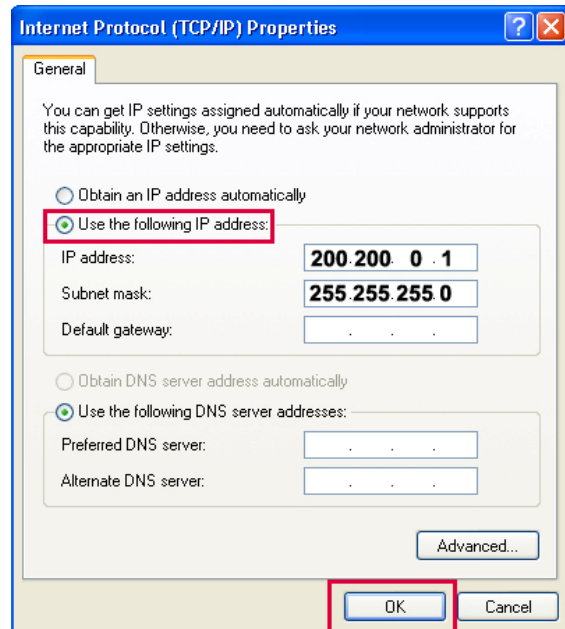 Internet Protocol (TCP/IP) Properties
General
You can get IP settings assigned automatically if your network supports
this capability. Otherwise, you need to ask your network administrator for
the appropriate IP settings.
Obtain an IP address automatically
Use the following IP address:
IP address: 200.200. 0 .1
Subnet mask: 255.255.255.0
Default gateway: . . .
Obtain DNS server address automatically
Use the following DNS server addresses:
Preferred DNS server: . . .
Alternate DNS server: . . .
Advanced...
OK Cancel